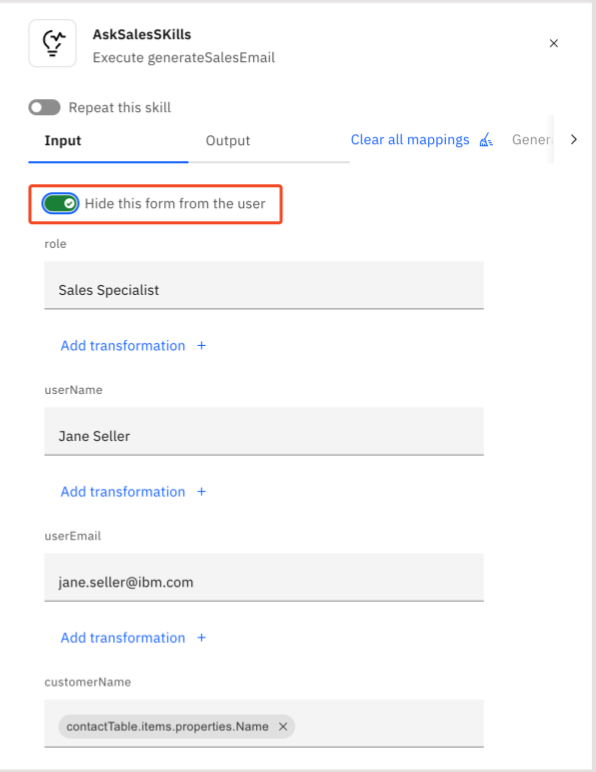 AskSalesSKills
Execute generateSalesEmail
Repeat this skill
Input Output Clear all mappings Gener
Hide this form from the user
role
Sales Specialist
Add transformation +
userName
Jane Seller
Add transformation +
userEmail
jane.seller@ibm.com
Add transformation +
customerName
contactTable.items.properties.Name ×